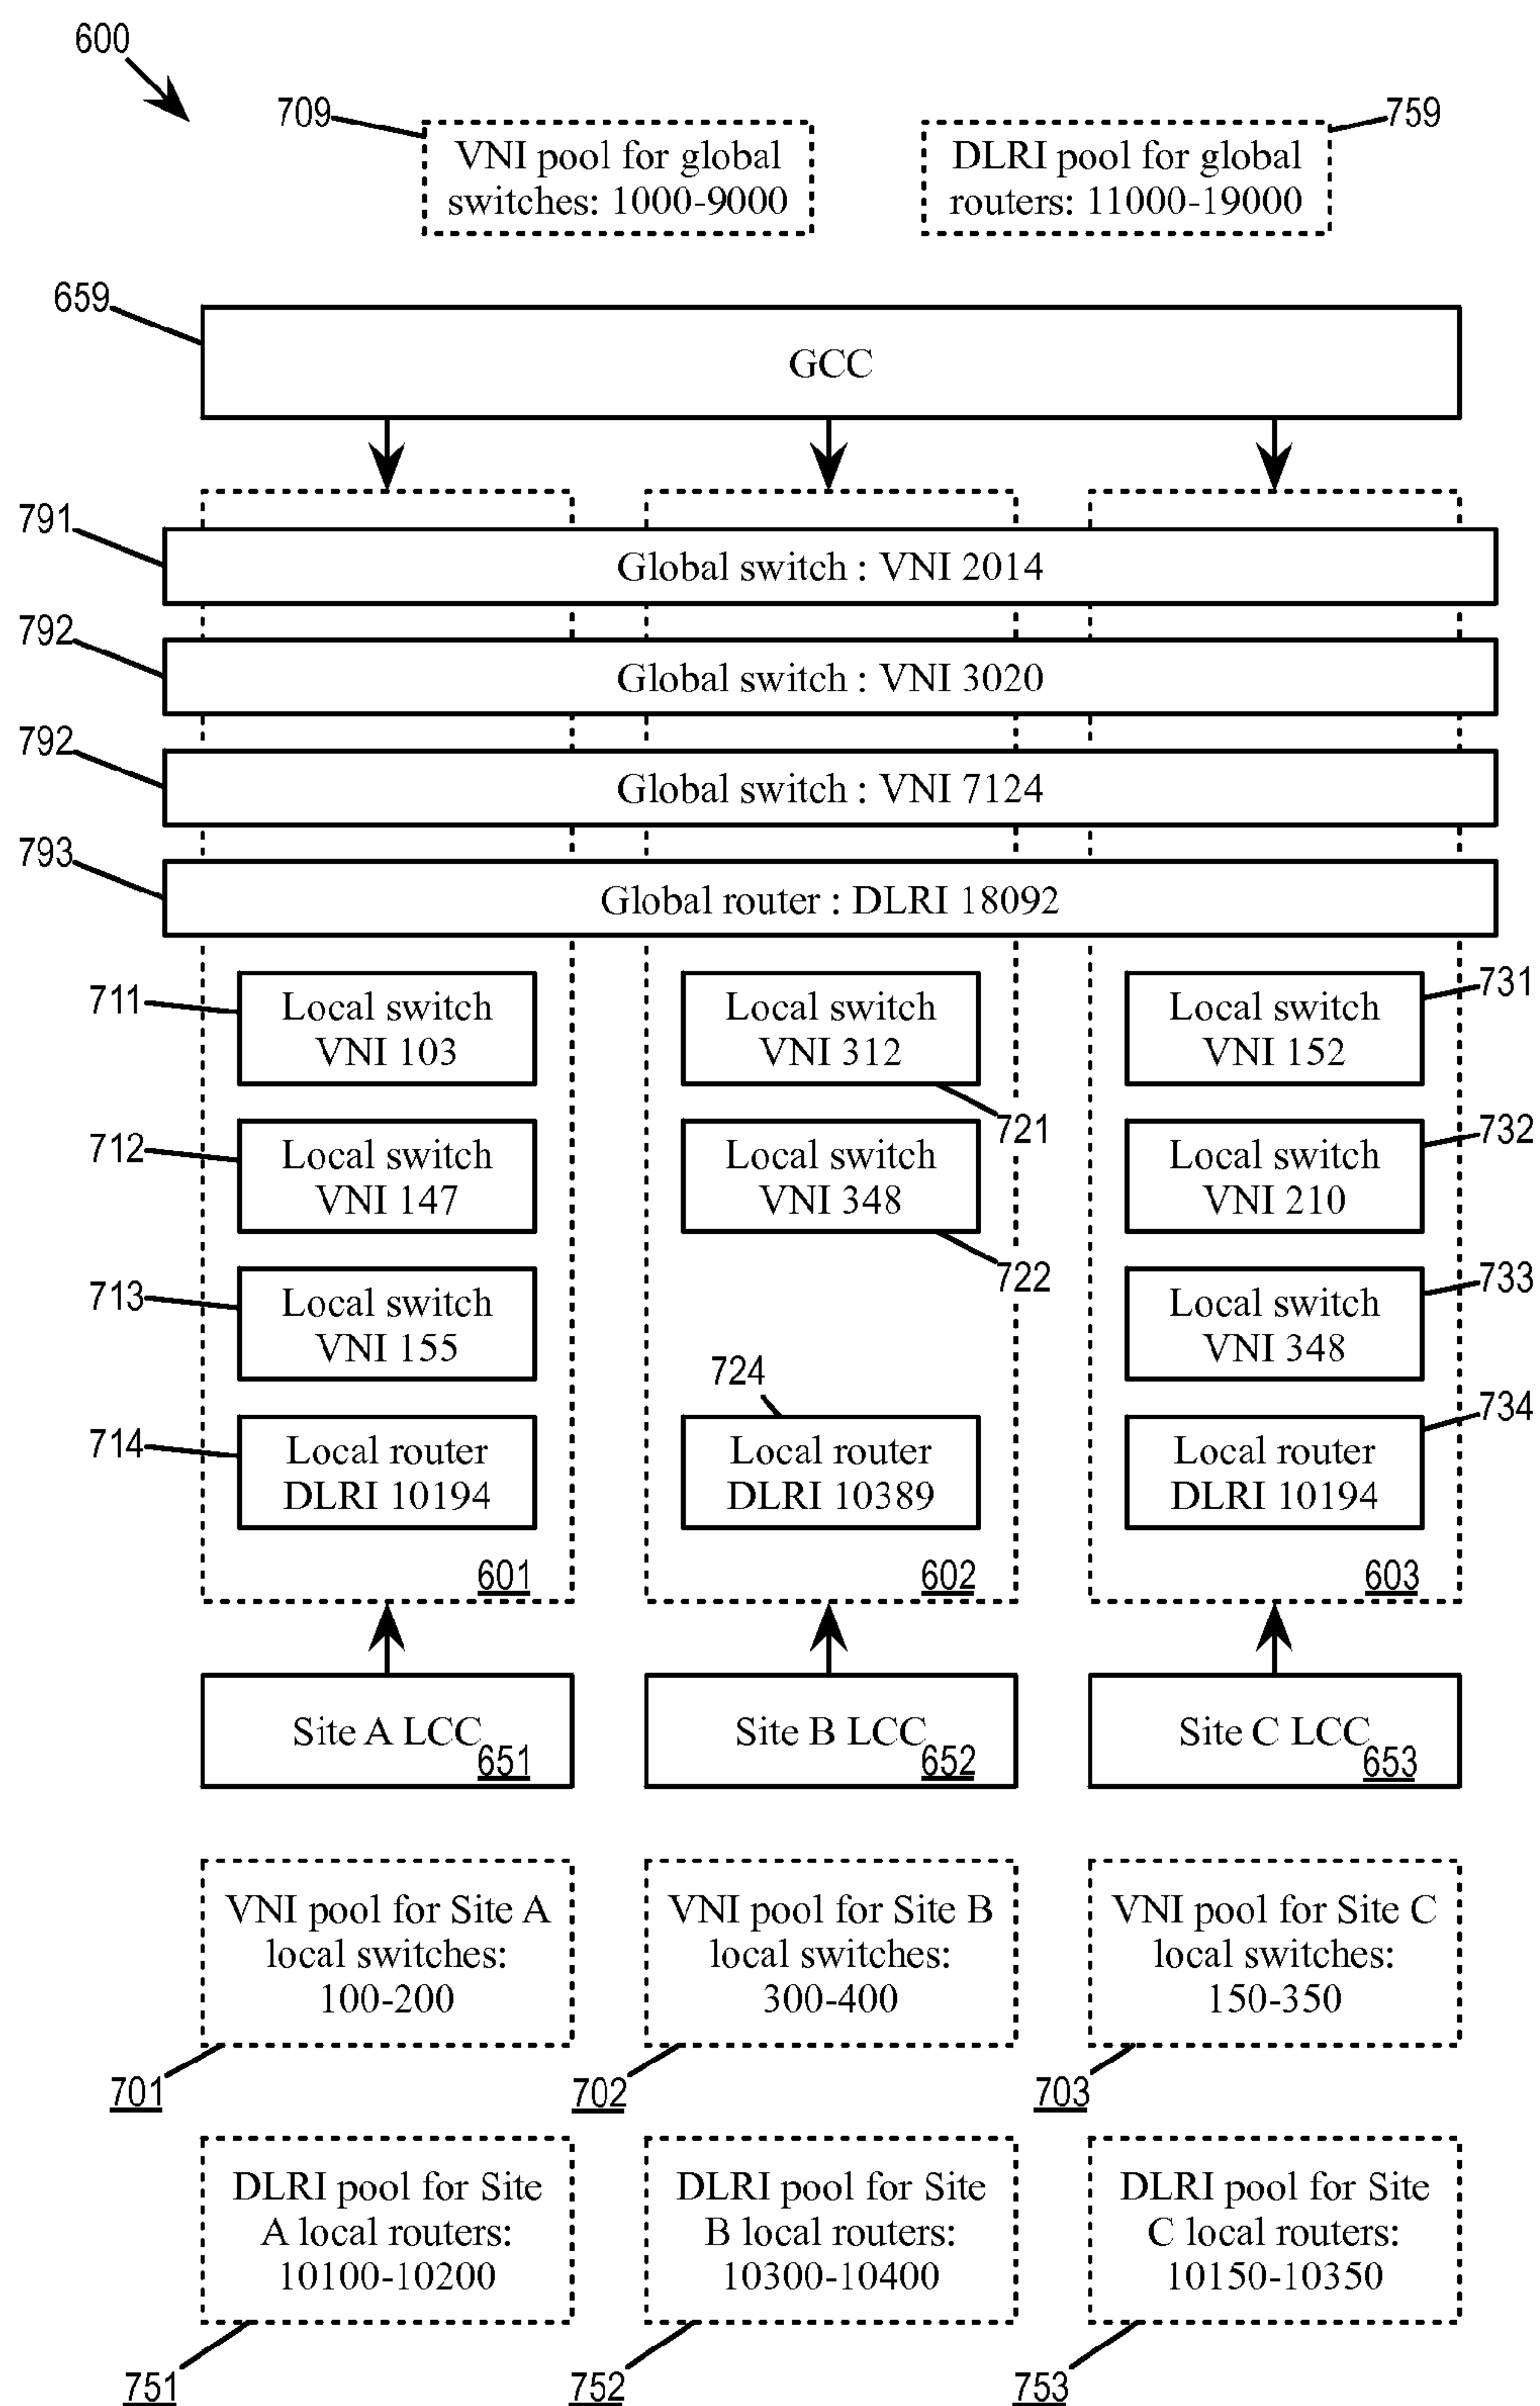 600
709
759
VNI pool for global
switches: 1000-9000
DLRI pool for global
routers: 11000-19000
659
GCC
791
Global switch : VNI 2014
792
Global switch : VNI 3020
792
Global switch : VNI 7124
793
Global router : DLRI 18092
711
Local switch
VNI 103
Local switch
VNI 312
721
Local switch
VNI 152
731
712
Local switch
VNI 147
Local switch
VNI 348
722
Local switch
VNI 210
732
713
Local switch
VNI 155
Local switch
VNI 348
733
714
Local router
DLRI 10194
724
Local router
DLRI 10389
Local router
DLRI 10194
734
601
602
603
Site A LCC
651
Site B LCC
652
Site C LCC
653
VNI pool for Site A
local switches:
100-200
701
VNI pool for Site B
local switches:
300-400
702
VNI pool for Site C
local switches:
150-350
703
DLRI pool for Site
A local routers:
10100-10200
751
DLRI pool for Site
B local routers:
10300-10400
752
DLRI pool for Site
C local routers:
10150-10350
753